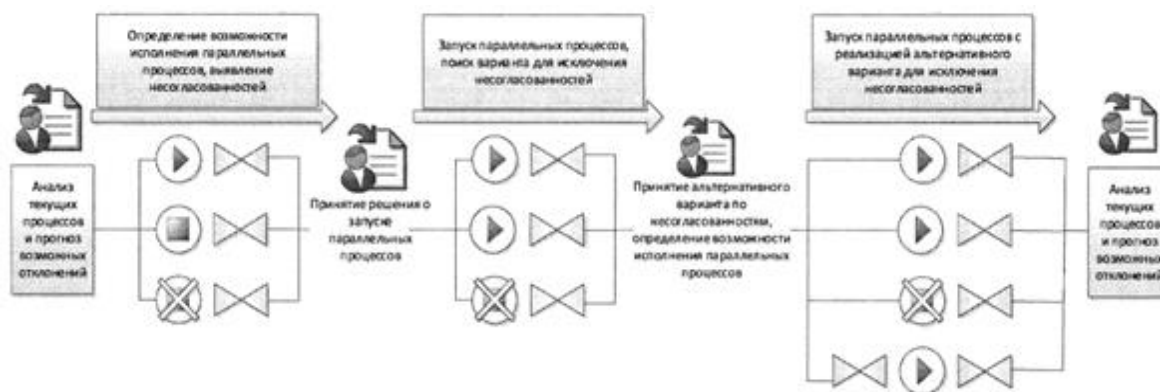 Определение возможности
исполнения параллельных
процессов, выявление
несогласованностей
Запуск параллельных процессов,
поиск варианта для исключения
несогласованностей
Запуск параллельных процессов с
реализацией альтернативного
варианта для исключения
несогласованностей
Анализ
текущих
процессов
и прогноз
возможных
отклонений
Принятие решения о
запуске
параллельных
процессов
Принятие альтернативного
варианта по
несогласованностям,
определение возможности
исполнения параллельных
процессов
Анализ
текущих
процессов
и прогноз
возможных
отклонений